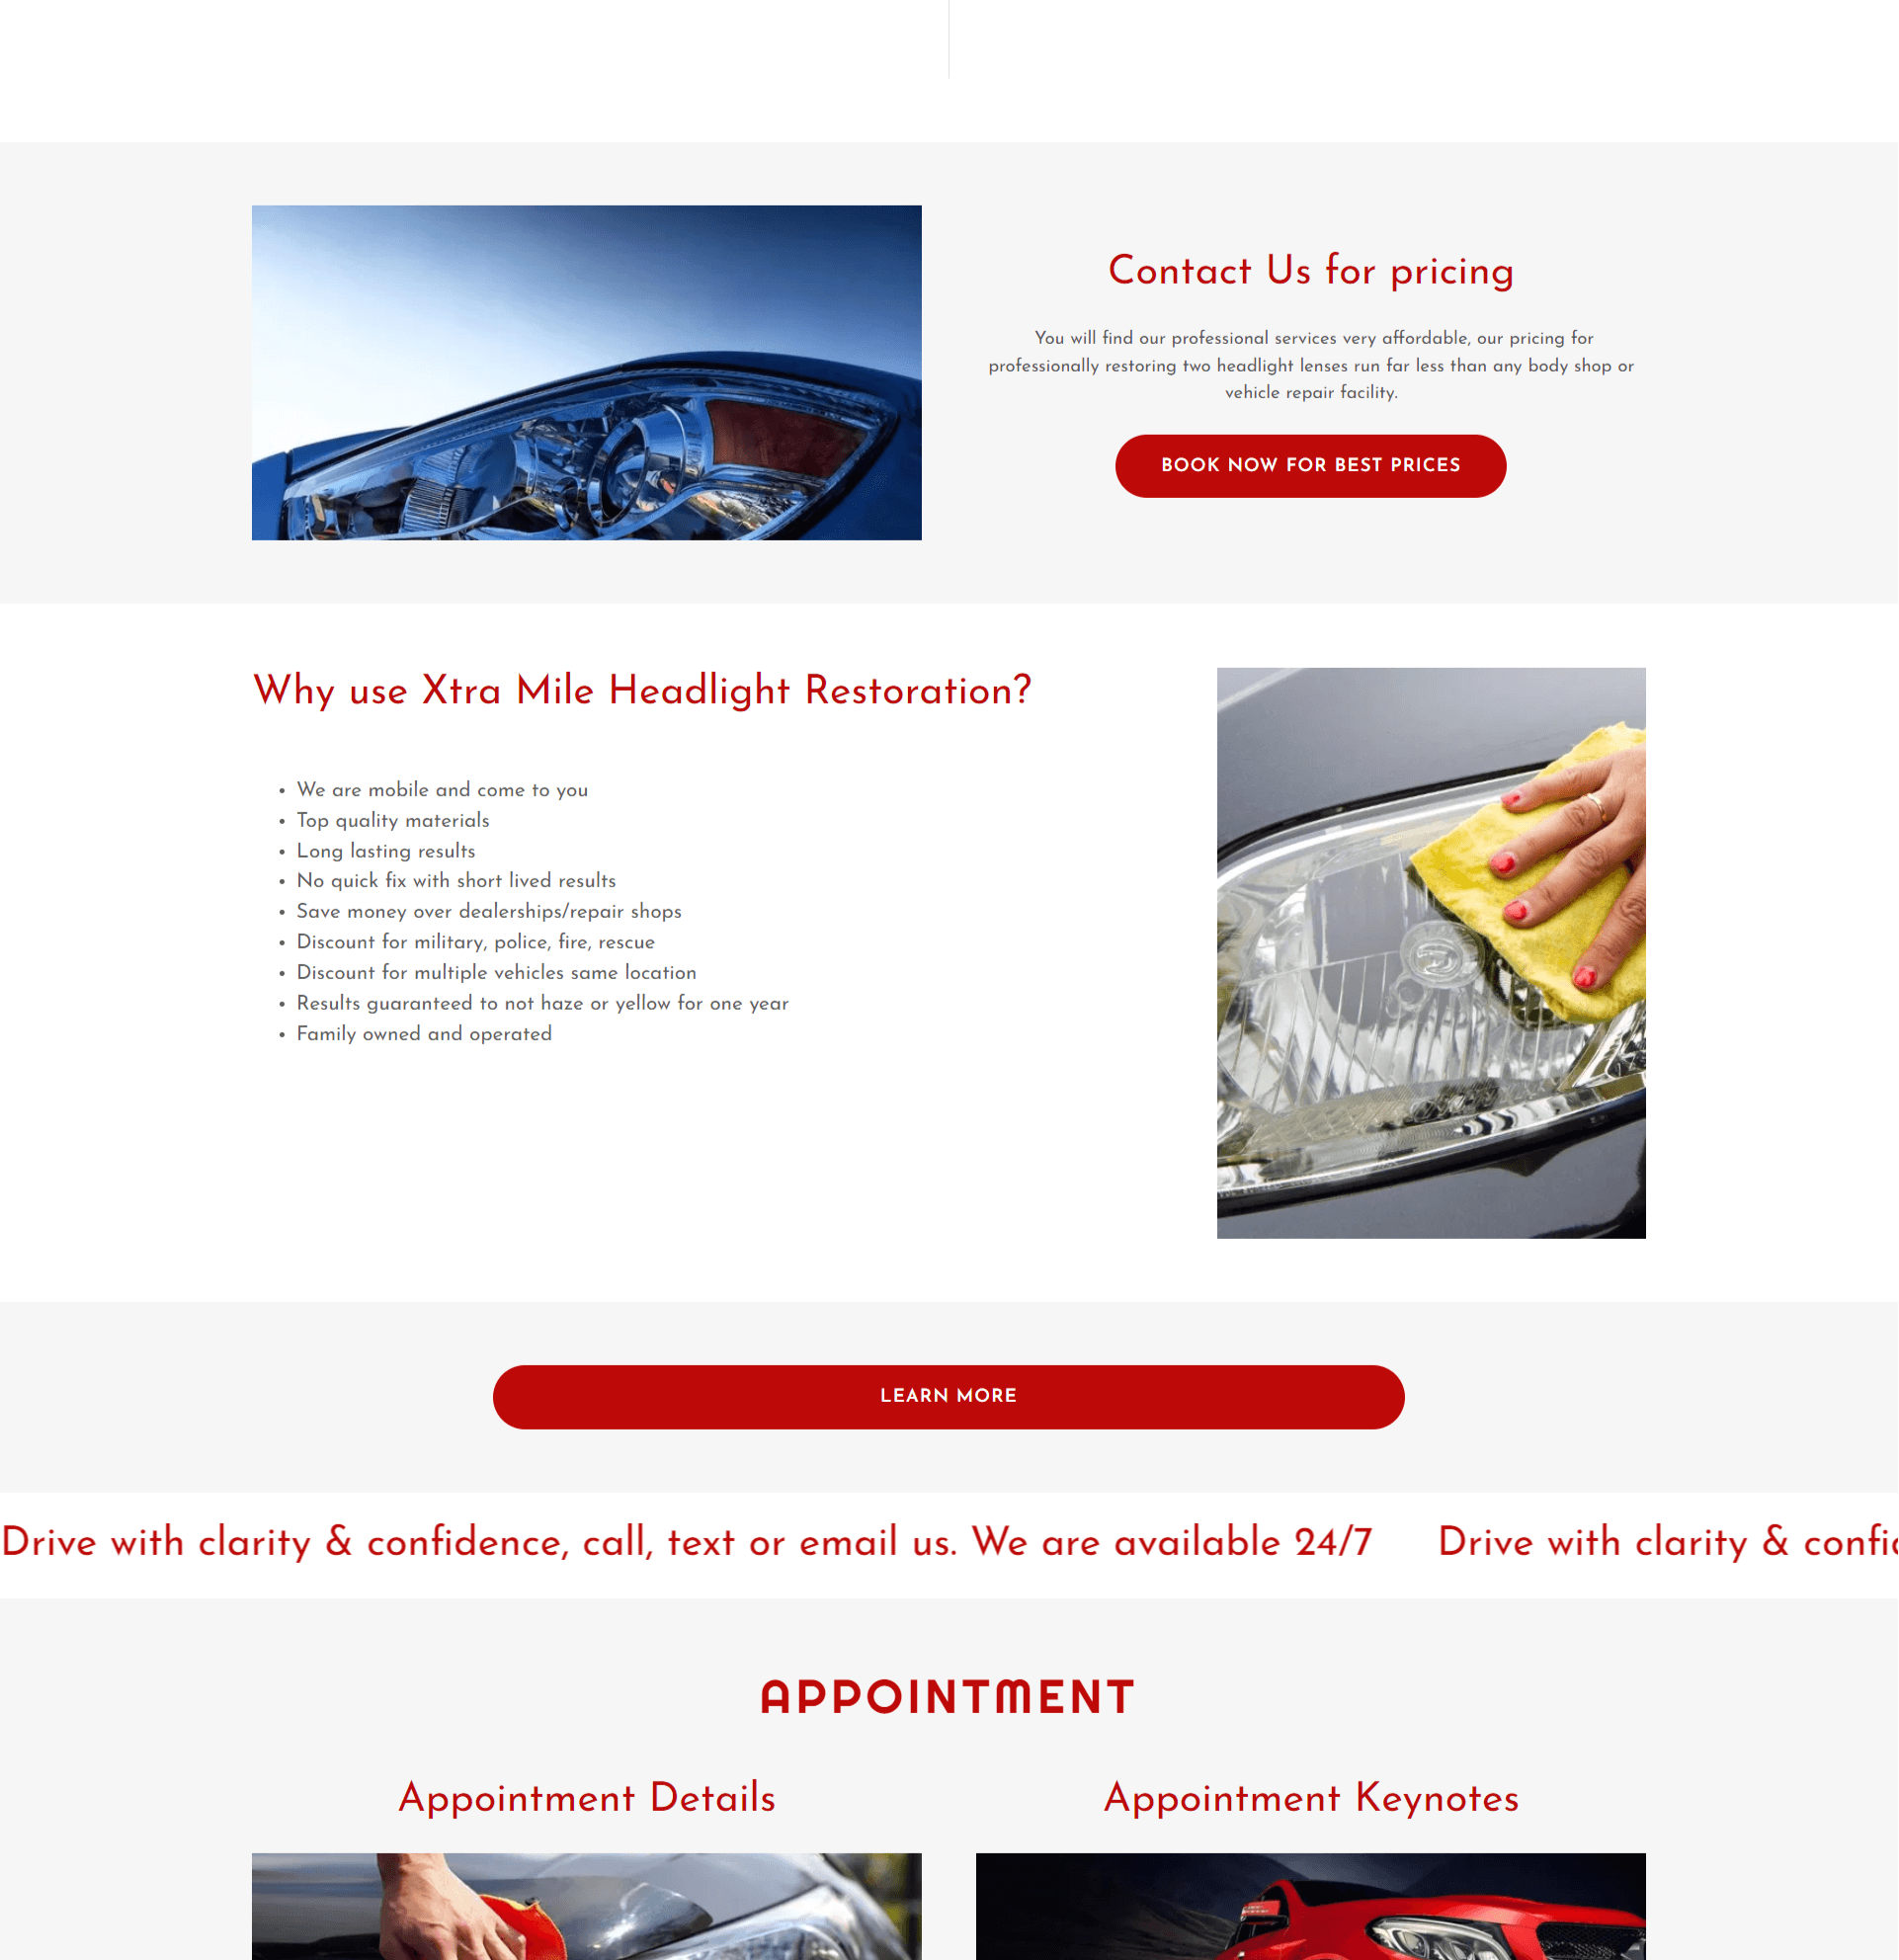 Contact Us for pricing
You will find our professional services very affordable, our pricing for
professionally restoring two headlight lenses run far less than any body shop or
vehicle repair facility.
BOOK NOW FOR BEST PRICES
Why use Xtra Mile Headlight Restoration?
• We are mobile and come to you
• Top quality materials
• Long lasting results
• No quick fix with short lived results
• Save money over dealerships/repair shops
• Discount for military, police, fire, rescue
• Discount for multiple vehicles same location
• Results guaranteed to not haze or yellow for one year
• Family owned and operated
LEARN MORE
Drive with clarity & confidence, call, text or email us. We are available 24/7 Drive with clarity &
APPOINTMENT
Appointment Details
Appointment Keynotes